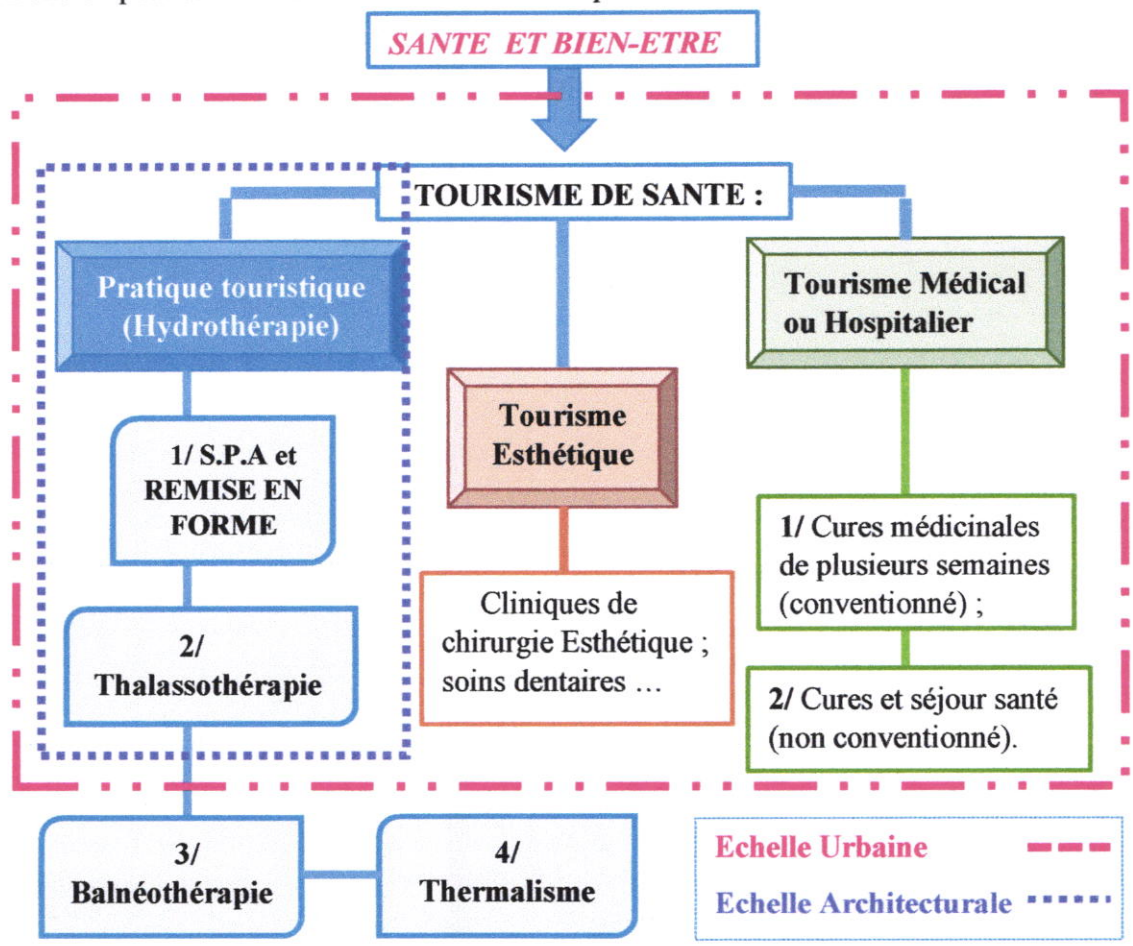 SANTE ET BIEN-ETRE
TOURISME DE SANTE :
Pratique touristique
(Hydrothérapie)
1/ S.P.A et
REMISE EN
FORME
2/
Thalassothérapie
3/
Balnéothérapie
4/
Thermalisme
Tourisme
Esthétique
Cliniques de
chirurgie Esthétique ;
soins dentaires …
Tourisme Médical
ou Hospitalier
1/ Cures médicinales
de plusieurs semaines
(conventionné) ;
2/ Cures et séjour santé
(non conventionné).
Echelle Urbaine
Echelle Architecturale